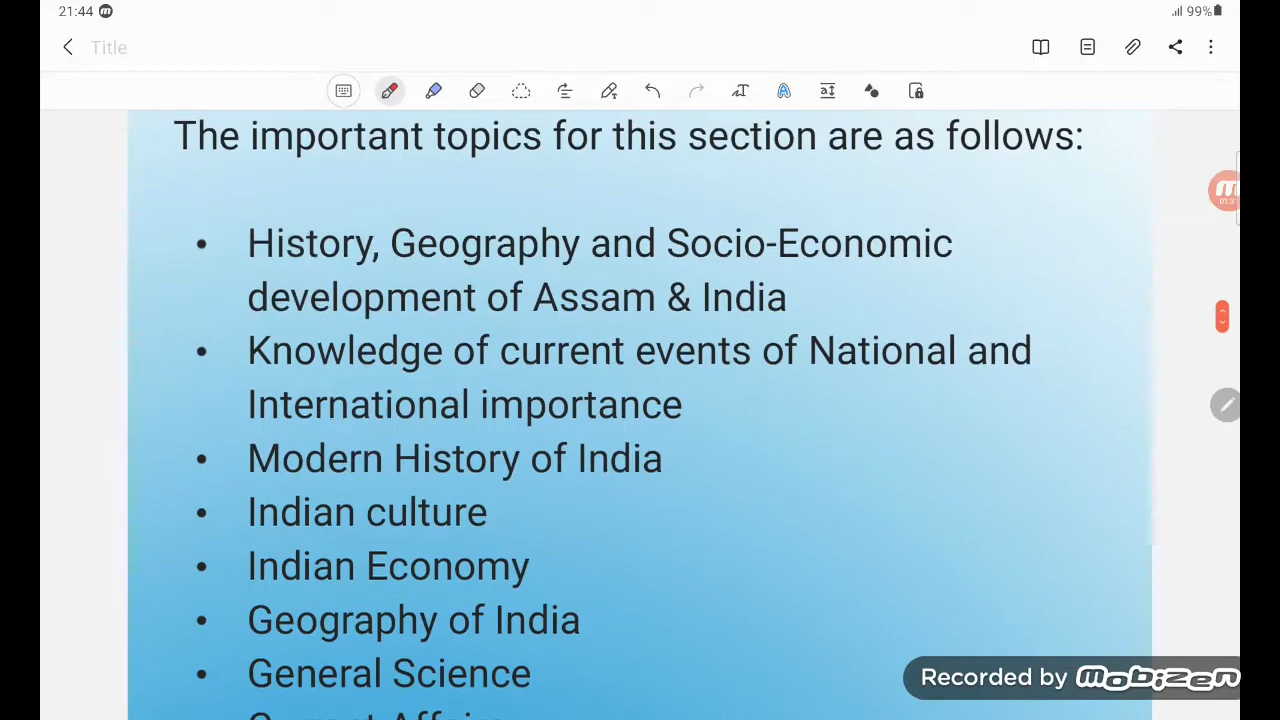 21:44
99%
Title
The important topics for this section are as follows:
• History, Geography and Socio-Economic
development of Assam & India
• Knowledge of current events of National and
International importance
• Modern History of India
• Indian culture
• Indian Economy
• Geography of India
• General Science
Current Affairs
Recorded by mobizen